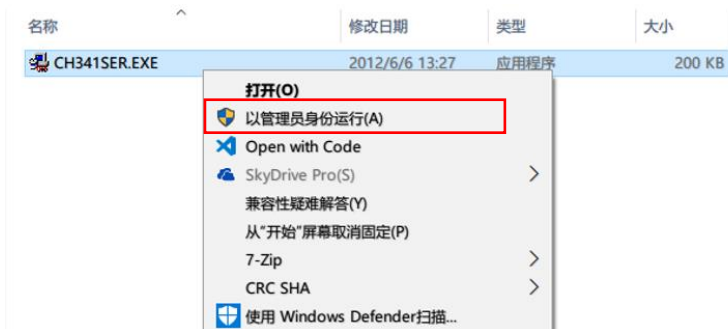 名称 修改日期 类型 大小
CH341SER.EXE 2012/6/6 13:27 应用程序 200 KB
打开(O)
以管理员身份运行(A)
Open with Code
SkyDrive Pro(S)
兼容性疑难解答(Y)
从"开始"屏幕取消固定(P)
7-Zip
CRC SHA
使用 Windows Defender扫描...